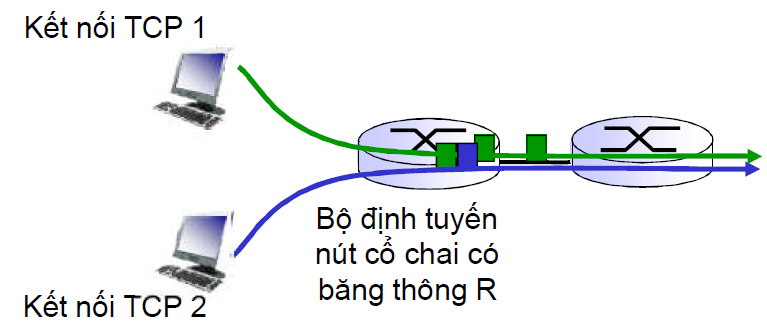 Kết nối TCP 1
Bộ định tuyến
nút cổ chai có
băng thông R
Kết nối TCP 2